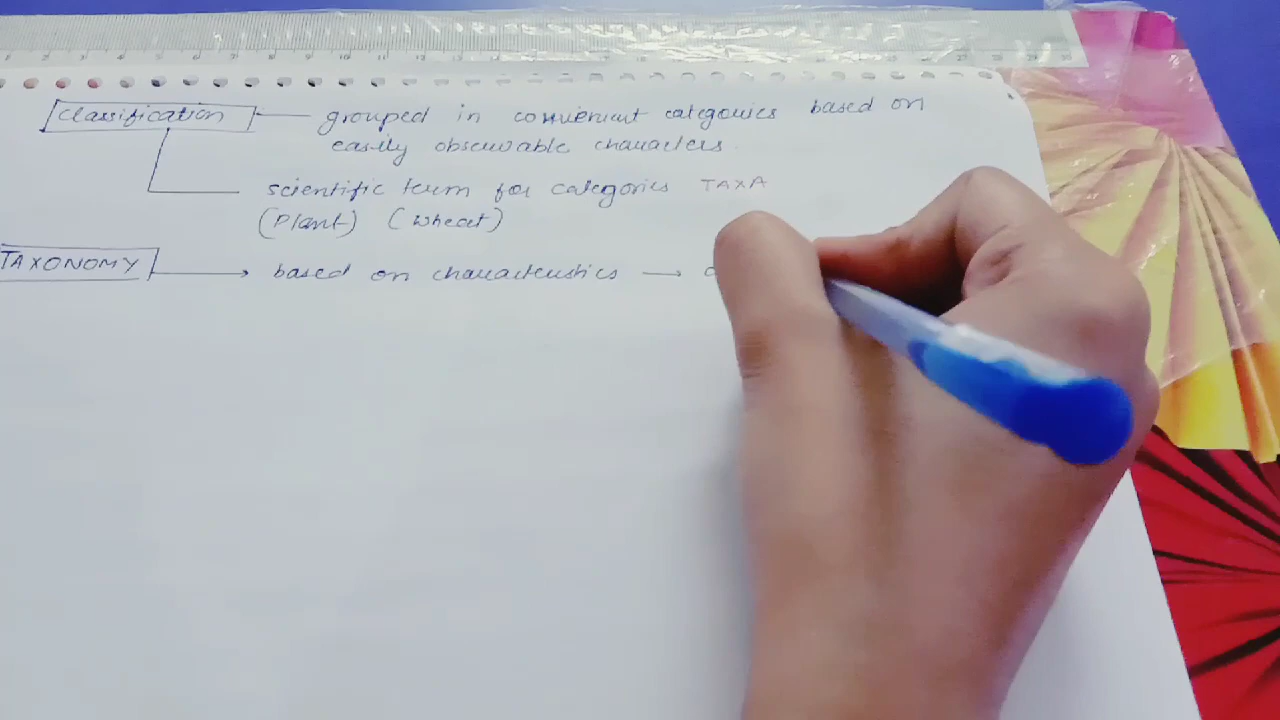 Classification — grouped in convenient categories based on
easily observable characters.
scientific term for categories TAXA
(Plant) (Wheat)
TAXONOMY → based on characteristics →